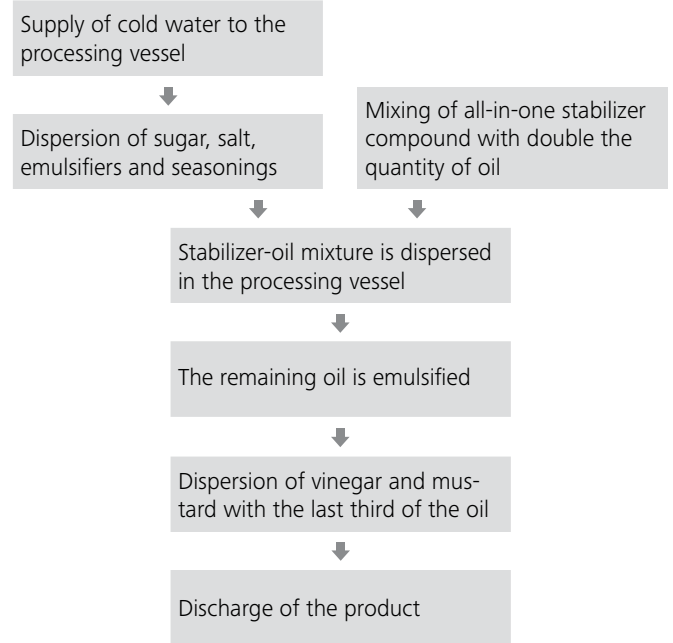 Supply of cold water to the
processing vessel
Dispersion of sugar, salt,
emulsifiers and seasonings
Mixing of all-in-one stabilizer
compound with double the
quantity of oil
Stabilizer-oil mixture is dispersed
in the processing vessel
The remaining oil is emulsified
Dispersion of vinegar and mus-
tard with the last third of the oil
Discharge of the product